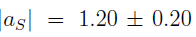 |a_S| = 1.20 ± 0.20